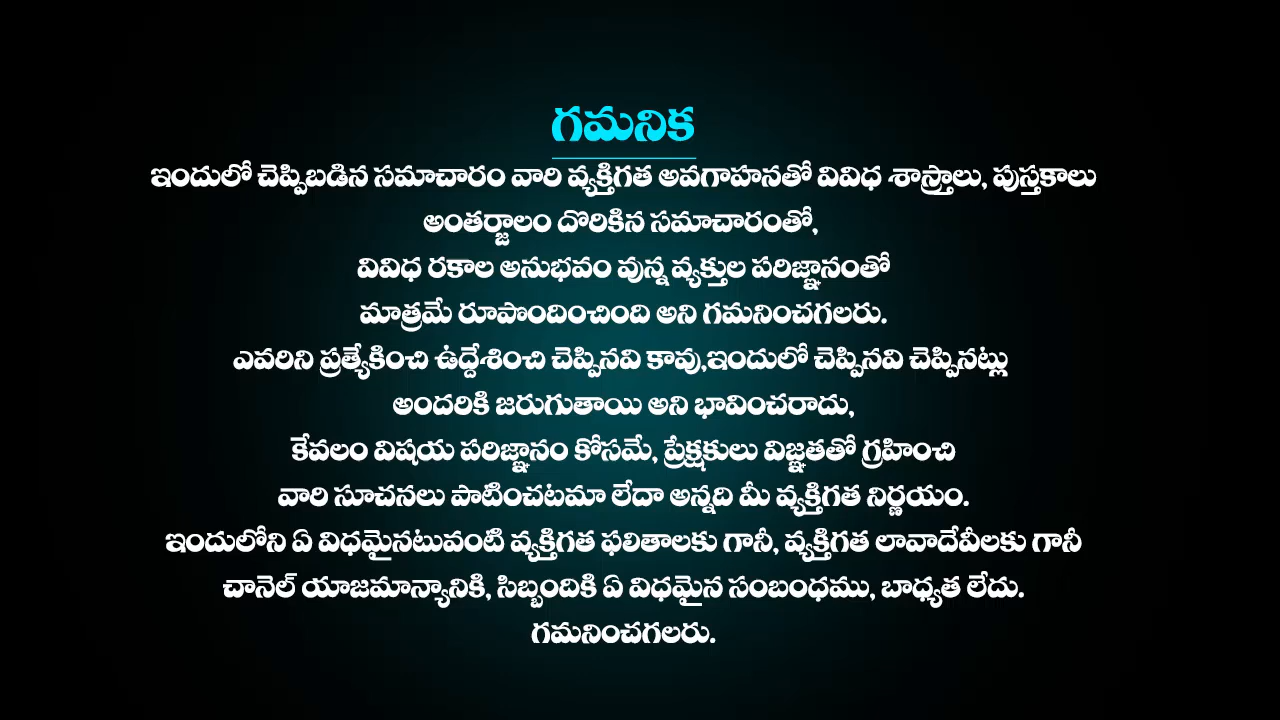 గమనిక
ఇందులో చెప్పిబడిన సమాచారం వారి వ్యక్తిగత అవగాహనతో వివిధ శాస్త్రాలు, పుస్తకాలు
అంతర్జాలం దొరికిన సమాచారంతో,
వివిధ రకాల అనుభవం వున్న వ్యక్తుల పరిజ్ఞానంతో
మాత్రమే రూపొందించింది అని గమనించగలరు.
ఎవరిని ప్రత్యేకించి ఉద్దేశించి చెప్పినవి కావు,ఇందులో చెప్పినవి చెప్పినట్లు
అందరికి జరుగుతాయి అని భావించరాదు,
కేవలం విషయ పరిజ్ఞానం కోసమే, ప్రేక్షకులు విజ్ఞతతో గ్రహించి
వారి సూచనలు పాటించటమా లేదా అన్నది మీ వ్యక్తిగత నిర్ణయం.
ఇందులోని ఏ విధమైనటువంటి వ్యక్తిగత ఫలితాలకు గానీ, వ్యక్తిగత లావాదేవీలకు గానీ
చానెల్ యాజమాన్యానికి, సిబ్బందికి ఏ విధమైన సంబంధము, బాధ్యత లేదు.
గమనించగలరు.